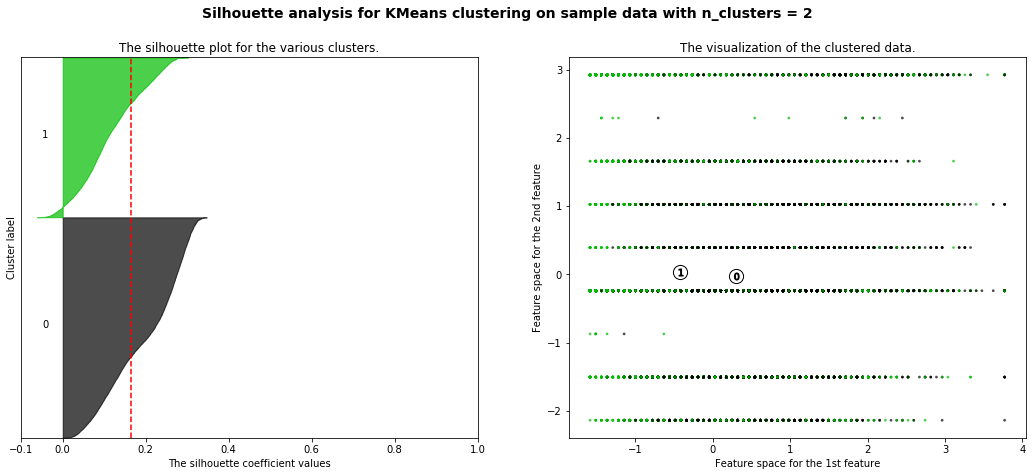 Silhouette analysis for KMeans clustering on sample data with n_clusters = 2
The silhouette plot for the various clusters.
Cluster label
1
0
−0.1 0.0 0.2 0.4 0.6 0.8 1.0
The silhouette coefficient values
The visualization of the clustered data.
Feature space for the 2nd feature
3
2
1
0
−1
−2
1 0
−1 0 1 2 3 4
Feature space for the 1st feature